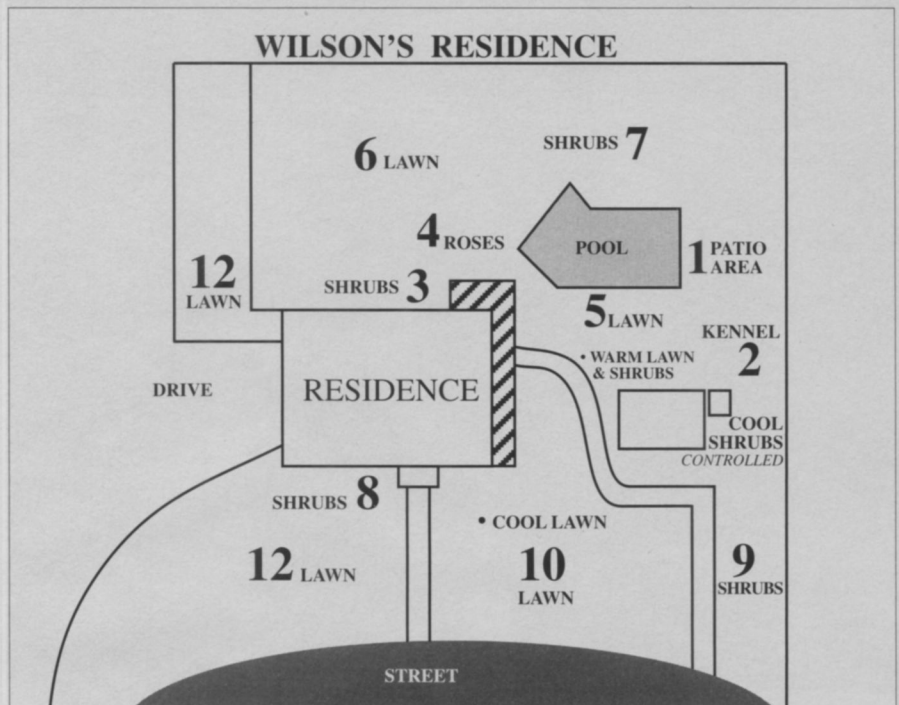 WILSON'S RESIDENCE
SHRUBS 7
6 LAWN
4 ROSES
POOL
1 PATIO
AREA
12
LAWN
SHRUBS 3
5 LAWN
KENNEL
2
• WARM LAWN
& SHRUBS
DRIVE
RESIDENCE
COOL
SHRUBS
CONTROLLED
SHRUBS 8
• COOL LAWN
12 LAWN
10
LAWN
9
SHRUBS
STREET